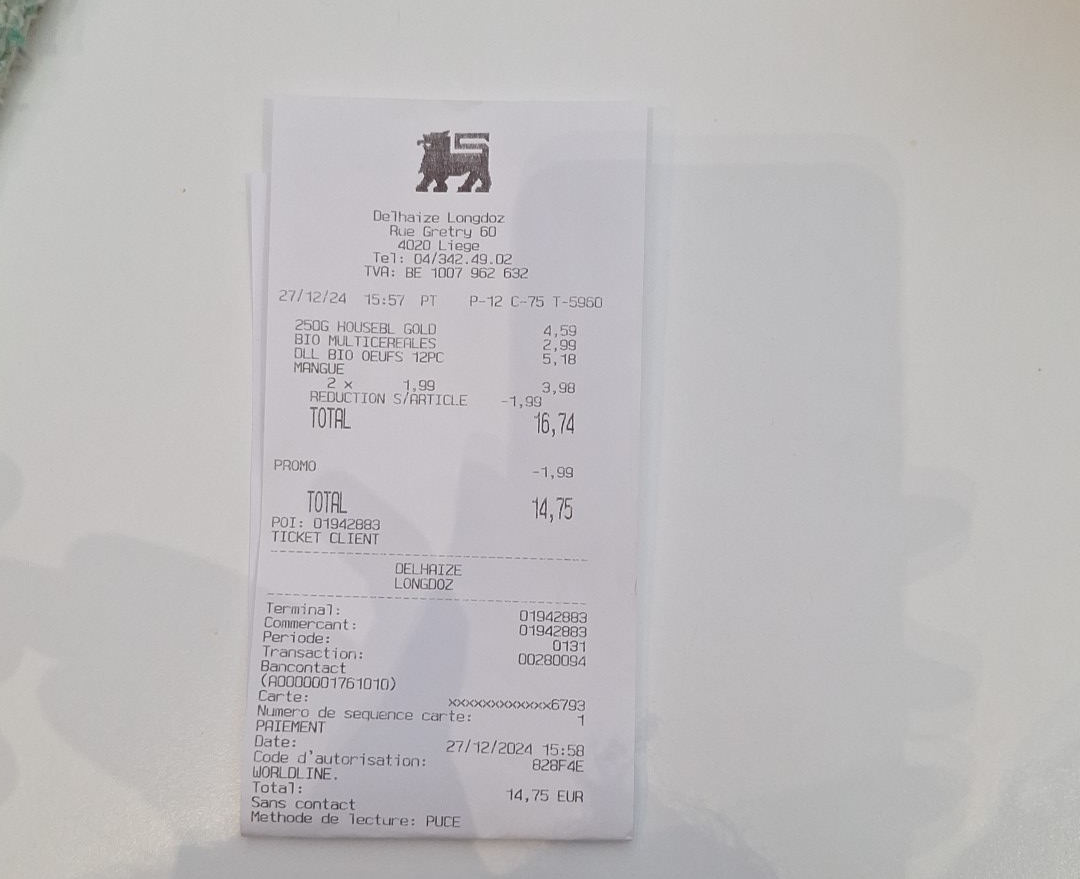 Delhaize Longdoz
Rue Gretry 60
4020 Liege
Tel: 04/342.49.02
TVA: BE 1007 962 632
27/12/24 15:57 PT P-12 C-75 T-5960
250G HOUSEBL GOLD 4,59
BIO MULTICEREALES 2,99
DLL BIO OEUFS 12PC 5,18
MANGUE
2 x 1,99 3,98
REDUCTION S/ARTICLE -1,99
TOTAL 16,74
PROMO -1,99
TOTAL 14,75
POI: 01942883
TICKET CLIENT
DELHAIZE
LONGDOZ
Terminal: 01942883
Commercant: 01942883
Periode: 0131
Transaction: 00280094
Bancontact
(A0000001761010)
Carte: xxxxxxxxxxxxx6793
Numero de sequence carte: 1
PAIEMENT
Date: 27/12/2024 15:58
Code d'autorisation: 828F4E
WORLDLINE.
Total: 14,75 EUR
Sans contact
Methode de lecture: PUCE